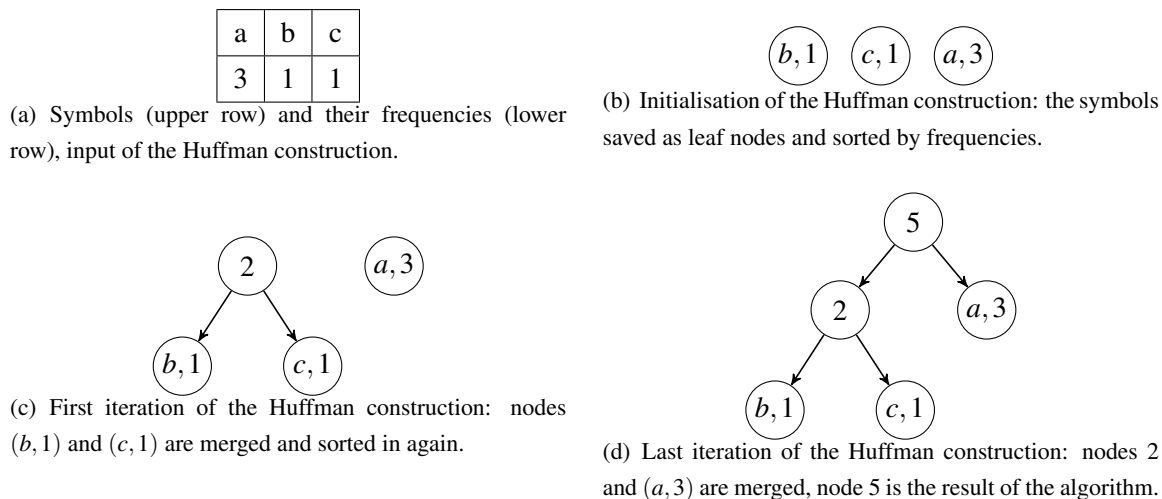 a b c
3 1 1
(a) Symbols (upper row) and their frequencies (lower
row), input of the Huffman construction.
b,1 c,1 a,3
(b) Initialisation of the Huffman construction: the symbols
saved as leaf nodes and sorted by frequencies.
2 a,3
b,1 c,1
(c) First iteration of the Huffman construction: nodes
(b,1) and (c,1) are merged and sorted in again.
5
2 a,3
b,1 c,1
(d) Last iteration of the Huffman construction: nodes 2
and (a,3) are merged, node 5 is the result of the algorithm.